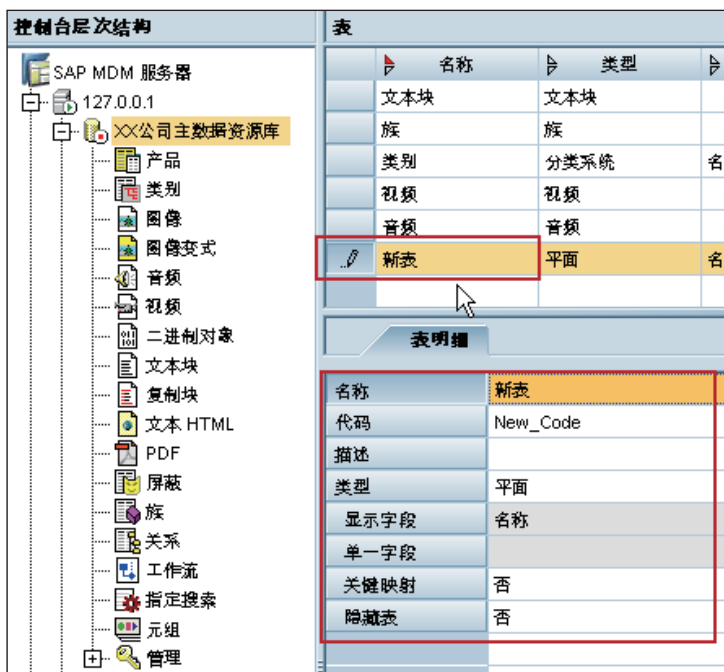 控制台层次结构
SAP MDM 服务器
127.0.0.1
XX公司主数据资源库
产品
类别
图像
图像变式
音频
视频
二进制对象
文本块
复制块
文本 HTML
PDF
屏蔽
族
关系
工作流
指定搜索
元组
管理
表
名称 类型
文本块 文本块
族 族
类别 分类系统 名
视频 视频
音频 音频
新表 平面 名
表明细
名称 新表
代码 New_Code
描述
类型 平面
显示字段 名称
单一字段
关键映射 否
隐藏表 否